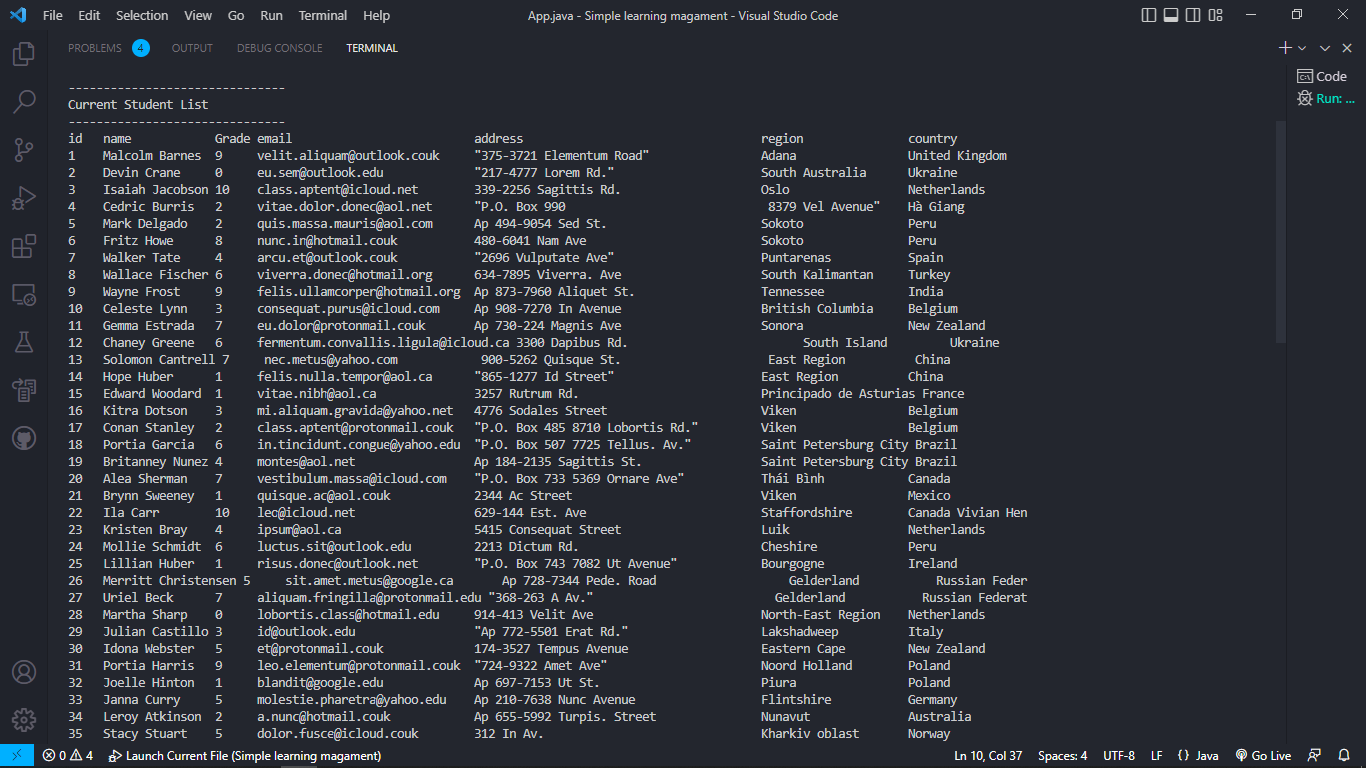 File Edit Selection View Go Run Terminal Help App.java - Simple learning magament - Visual Studio Code
PROBLEMS 4 OUTPUT DEBUG CONSOLE TERMINAL
Code
Run: ...
-------------------------------
Current Student List
-------------------------------
id name Grade email address region country
1 Malcolm Barnes 9 velit.aliquam@outlook.couk "375-3721 Elementum Road" Adana United Kingdom
2 Devin Crane 0 eu.sem@outlook.edu "217-4777 Lorem Rd." South Australia Ukraine
3 Isaiah Jacobson 10 class.aptent@icloud.net 339-2256 Sagittis Rd. Oslo Netherlands
4 Cedric Burris 2 vitae.dolor.donec@aol.net "P.O. Box 990 8379 Vel Avenue" Hà Giang
5 Mark Delgado 2 quis.massa.mauris@aol.com Ap 494-9054 Sed St. Sokoto Peru
6 Fritz Howe 8 nunc.in@hotmail.couk 480-6041 Nam Ave Sokoto Peru
7 Walker Tate 4 arcu.et@outlook.couk "2696 Vulputate Ave" Puntarenas Spain
8 Wallace Fischer 6 viverra.donec@hotmail.org 634-7895 Viverra. Ave South Kalimantan Turkey
9 Wayne Frost 9 felis.ullamcorper@hotmail.org Ap 873-7960 Aliquet St. Tennessee India
10 Celeste Lynn 3 consequat.purus@icloud.com Ap 908-7270 In Avenue British Columbia Belgium
11 Gemma Estrada 7 eu.dolor@protonmail.couk Ap 730-224 Magnis Ave Sonora New Zealand
12 Chaney Greene 6 fermentum.convallis.ligula@icloud.ca 3300 Dapibus Rd. South Island Ukraine
13 Solomon Cantrell 7 nec.metus@yahoo.com 900-5262 Quisque St. East Region China
14 Hope Huber 1 felis.nulla.tempor@aol.ca "865-1277 Id Street" East Region China
15 Edward Woodard 1 vitae.nibh@aol.ca 3257 Rutrum Rd. Principado de Asturias France
16 Kitra Dotson 3 mi.aliquam.gravida@yahoo.net 4776 Sodales Street Viken Belgium
17 Conan Stanley 2 class.aptent@protonmail.couk "P.O. Box 485 8710 Lobortis Rd." Viken Belgium
18 Portia Garcia 6 in.tincidunt.congue@yahoo.edu "P.O. Box 507 7725 Tellus. Av." Saint Petersburg City Brazil
19 Britanney Nunez 4 montes@aol.net Ap 184-2135 Sagittis St. Saint Petersburg City Brazil
20 Alea Sherman 7 vestibulum.massa@icloud.com "P.O. Box 733 5369 Ornare Ave" Thái Bình Canada
21 Brynn Sweeney 1 quisque.ac@aol.couk 2344 Ac Street Viken Mexico
22 Ila Carr 10 leo@icloud.net 629-144 Est. Ave Staffordshire Canada Vivian Hen
23 Kristen Bray 4 ipsum@aol.ca 5415 Consequat Street Luik Netherlands
24 Mollie Schmidt 6 luctus.sit@outlook.edu 2213 Dictum Rd. Cheshire Peru
25 Lillian Huber 1 risus.donec@outlook.net "P.O. Box 743 7082 Ut Avenue" Bourgogne Ireland
26 Merritt Christensen 5 sit.amet.metus@google.ca Ap 728-7344 Pede. Road Gelderland Russian Feder
27 Uriel Beck 7 aliquam.fringilla@protonmail.edu "368-263 A Av." Gelderland Russian Federat
28 Martha Sharp 0 lobortis.class@hotmail.edu 914-413 Velit Ave North-East Region Netherlands
29 Julian Castillo 3 id@outlook.edu "Ap 772-5501 Erat Rd." Lakshadweep Italy
30 Idona Webster 5 et@protonmail.couk 174-3527 Tempus Avenue Eastern Cape New Zealand
31 Portia Harris 9 leo.elementum@protonmail.couk "724-9322 Amet Ave" Noord Holland Poland
32 Joelle Hinton 1 blandit@google.edu Ap 697-7153 Ut St. Piura Poland
33 Janna Curry 5 molestie.pharetra@yahoo.edu Ap 210-7638 Nunc Avenue Flintshire Germany
34 Leroy Atkinson 2 a.nunc@hotmail.couk Ap 655-5992 Turpis. Street Nunavut Australia
35 Stacy Stuart 5 dolor.fusce@icloud.couk 312 In Av. Kharkiv oblast Norway
0 4 Launch Current File (Simple learning magament) Ln 10, Col 37 Spaces: 4 UTF-8 LF {} Java Go Live